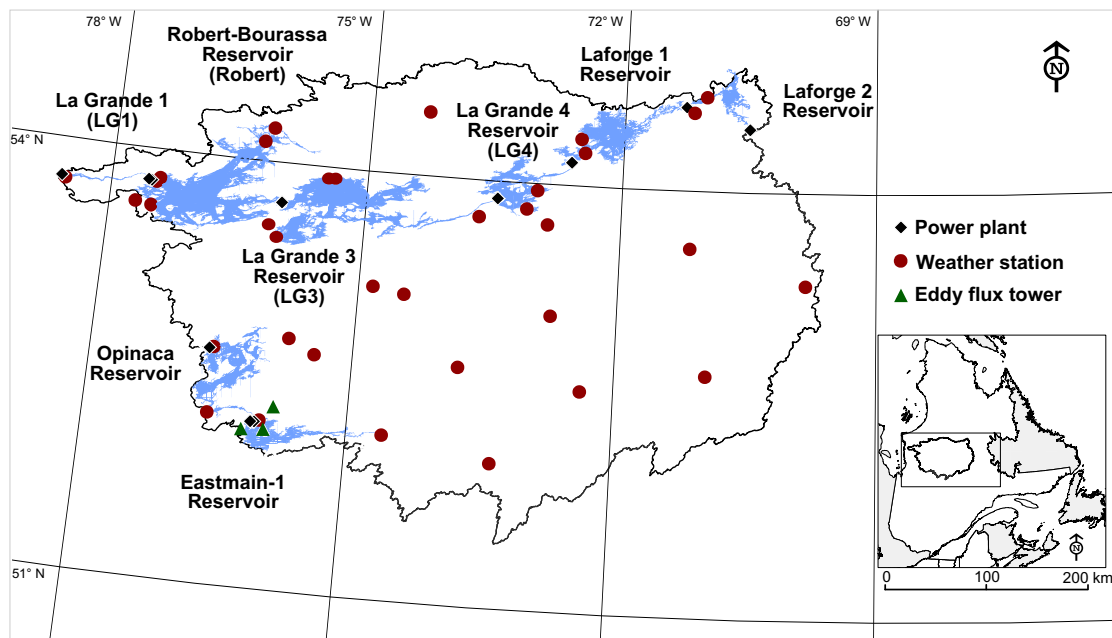 78° W
75° W
72° W
69° W
Robert-Bourassa
Reservoir
(Robert)
Laforge 1
Reservoir
N
La Grande 1
(LG1)
La Grande 4
Reservoir
(LG4)
Laforge 2
Reservoir
54° N
La Grande 3
Reservoir
(LG3)
Power plant
Weather station
Eddy flux tower
Opinaca
Reservoir
Eastmain-1
Reservoir
N
51° N
0 100 200 km